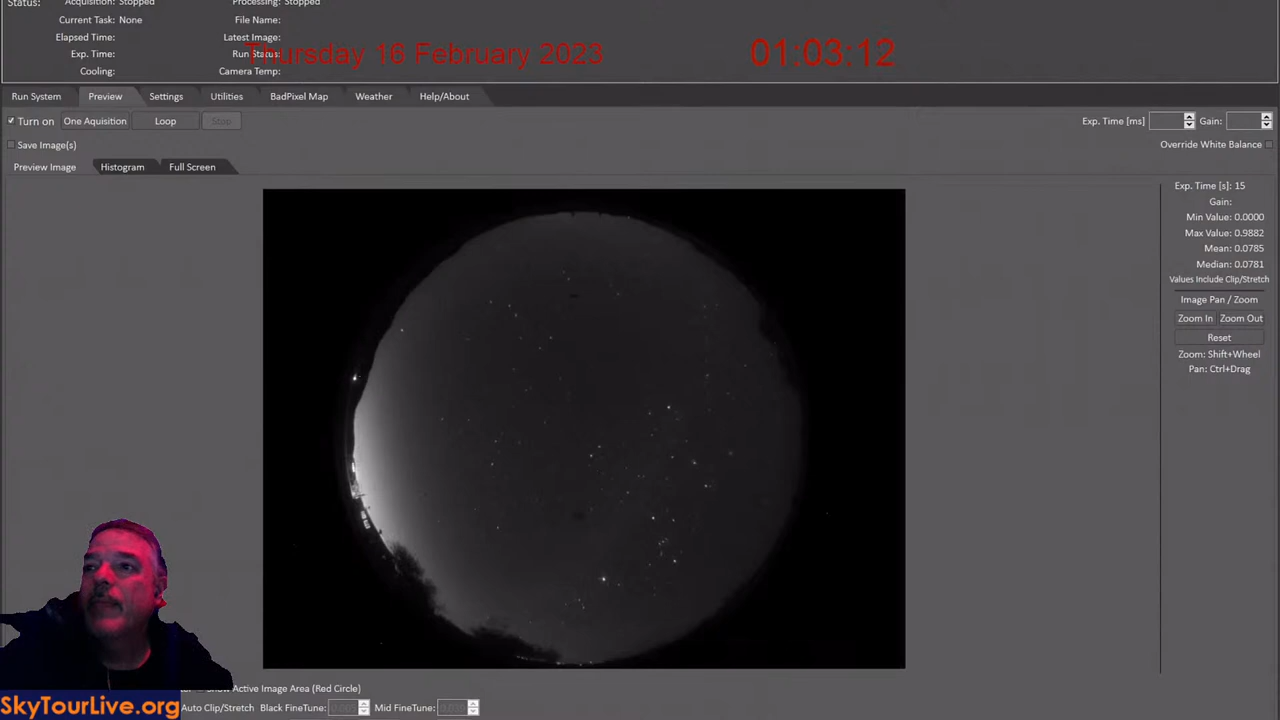 Status: Acquisition: Stopped Processing: Stopped
Current Task: None File Name:
Elapsed Time: Latest Image:
Exp. Time: Run Status:
Thursday 16 February 2023 01:03:12
Cooling: Camera Temp:
Run System Preview Settings Utilities BadPixel Map Weather Help/About
Turn on One Aquisition Loop Stop Exp. Time [ms] Gain:
Save Image(s) Override White Balance
Preview Image Histogram Full Screen
Exp. Time [s]: 15
Gain:
Min Value: 0.0000
Max Value: 0.9882
Mean: 0.0785
Median: 0.0781
Values Include Clip/Stretch
Image Pan / Zoom
Zoom In Zoom Out
Reset
Zoom: Shift+Wheel
Pan: Ctrl+Drag
Active Image Area (Red Circle)
SkyTourLive.org Auto Clip/Stretch Black FineTune: Mid FineTune: